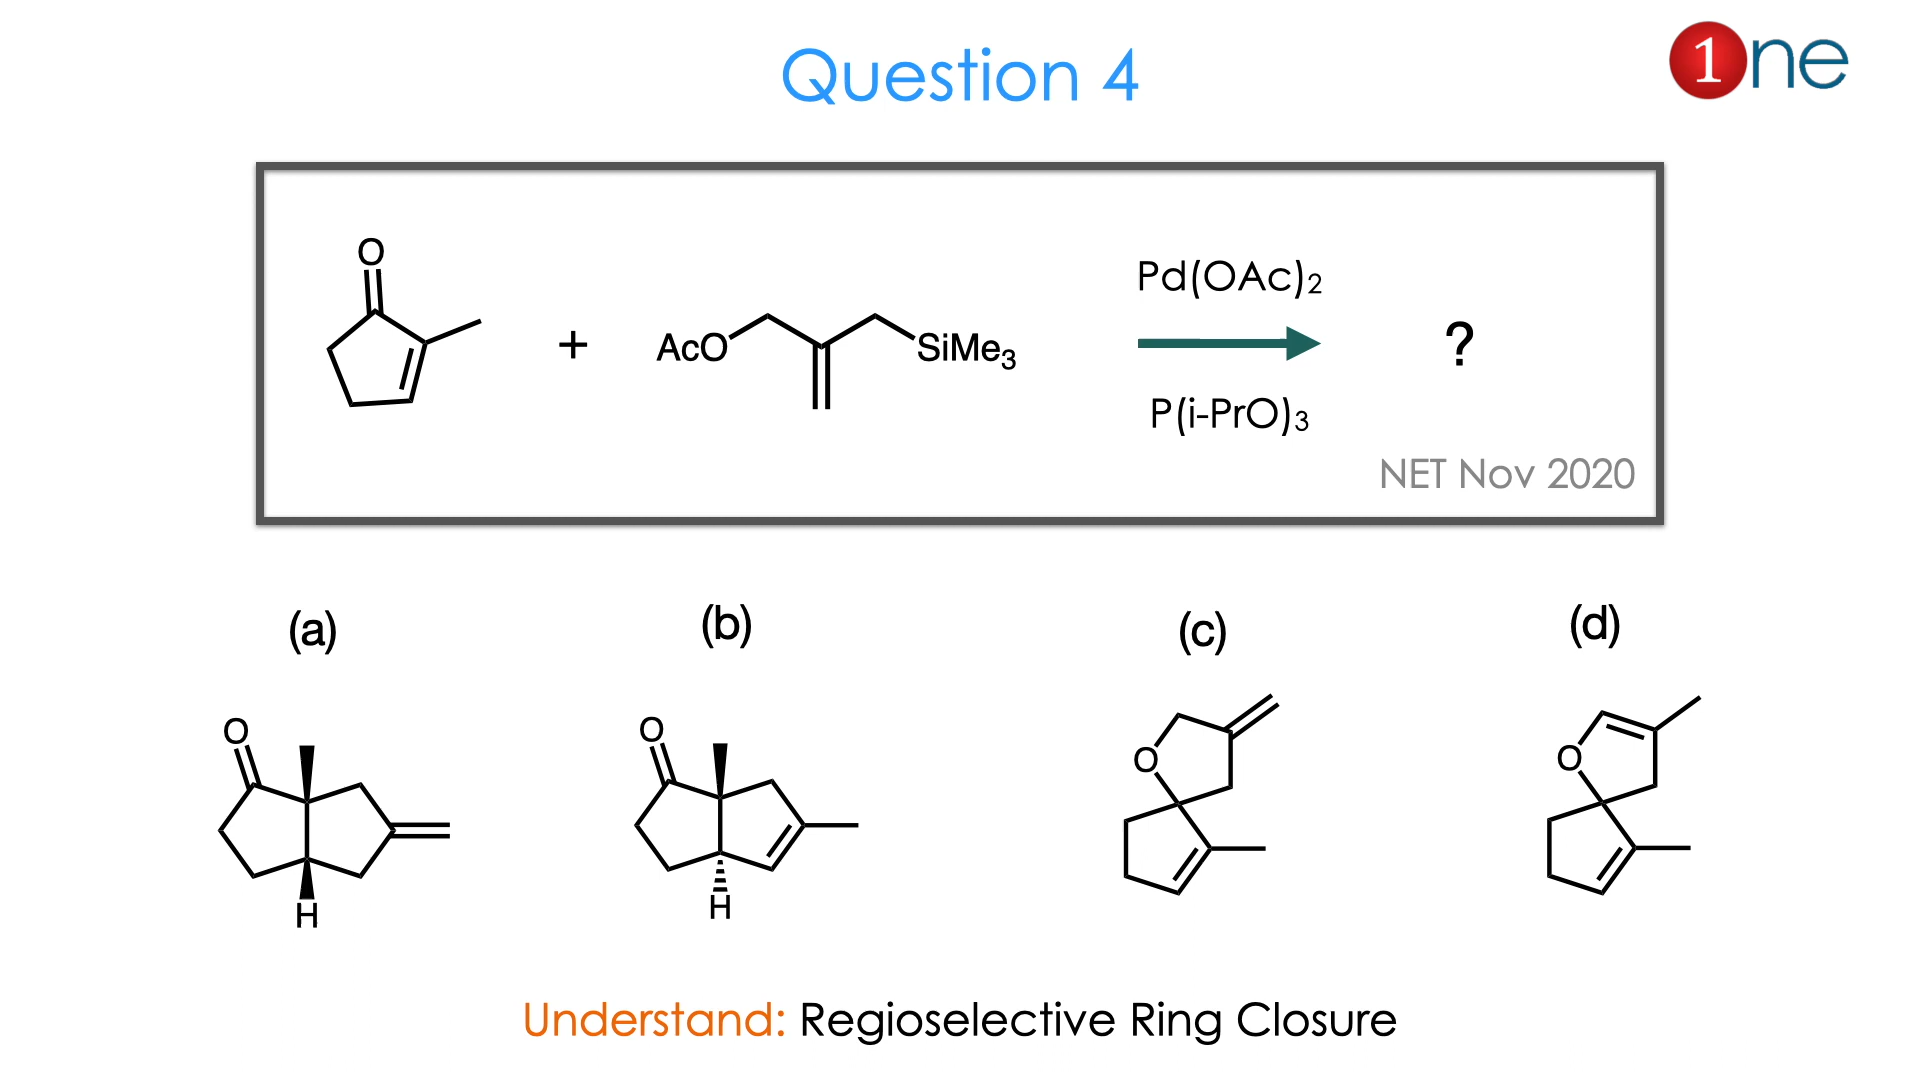 Question 4
1ne
O
+
AcO
SiMe3
Pd(OAc)2
P(i-PrO)3
?
NET Nov 2020
(a)
(b)
(c)
(d)
O
H
O
H
O
O
Understand: Regioselective Ring Closure